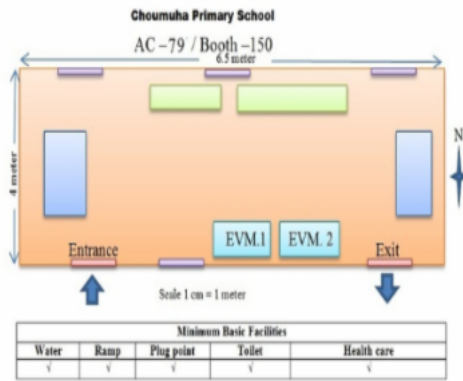 Choumuha Primary School
AC –79 / Booth –150
6.5 meter
4 meter
N
EVM.1 EVM. 2
Entrance Exit
Scale 1 cm = 1 meter
Minimum Basic Facilities
Water Ramp Plug point Toilet Health care
√ √ √ √ √